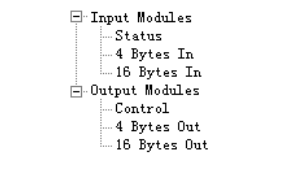 Input Modules
Status
4 Bytes In
16 Bytes In
Output Modules
Control
4 Bytes Out
16 Bytes Out